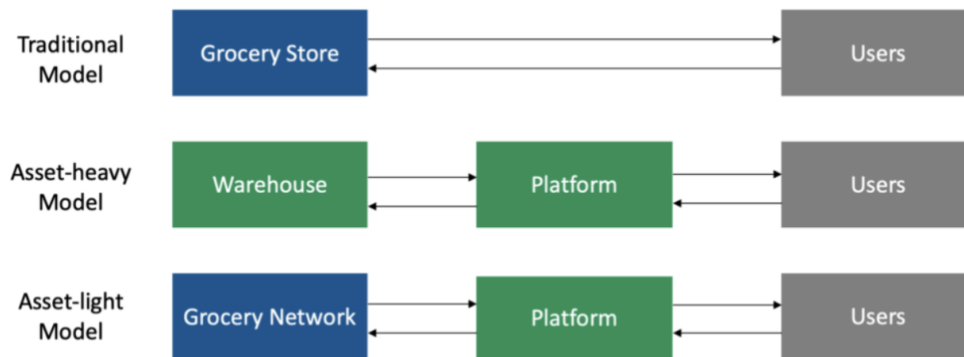 Traditional
Model
Grocery Store
Users
Asset-heavy
Model
Warehouse
Platform
Users
Asset-light
Model
Grocery Network
Platform
Users